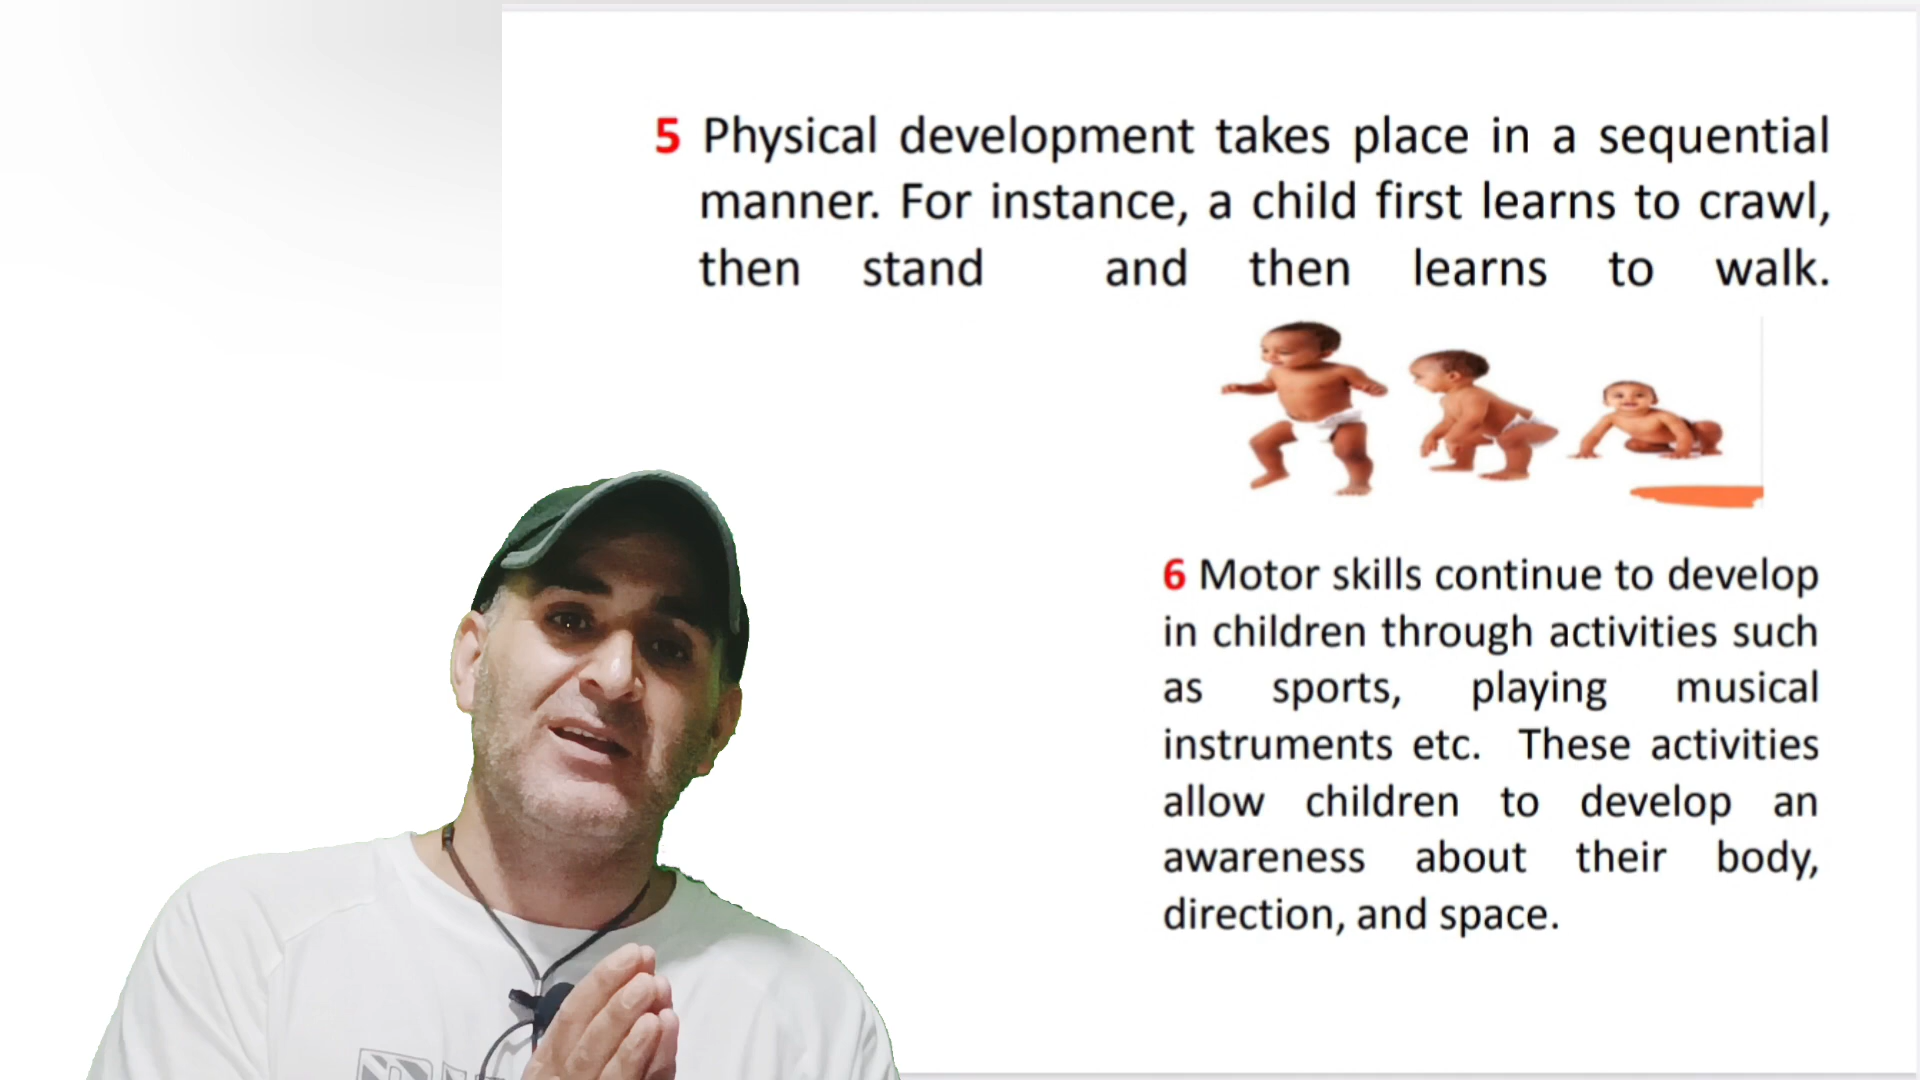 5 Physical development takes place in a sequential
manner. For instance, a child first learns to crawl,
then stand and then learns to walk.
6 Motor skills continue to develop
in children through activities such
as sports, playing musical
instruments etc. These activities
allow children to develop an
awareness about their body,
direction, and space.